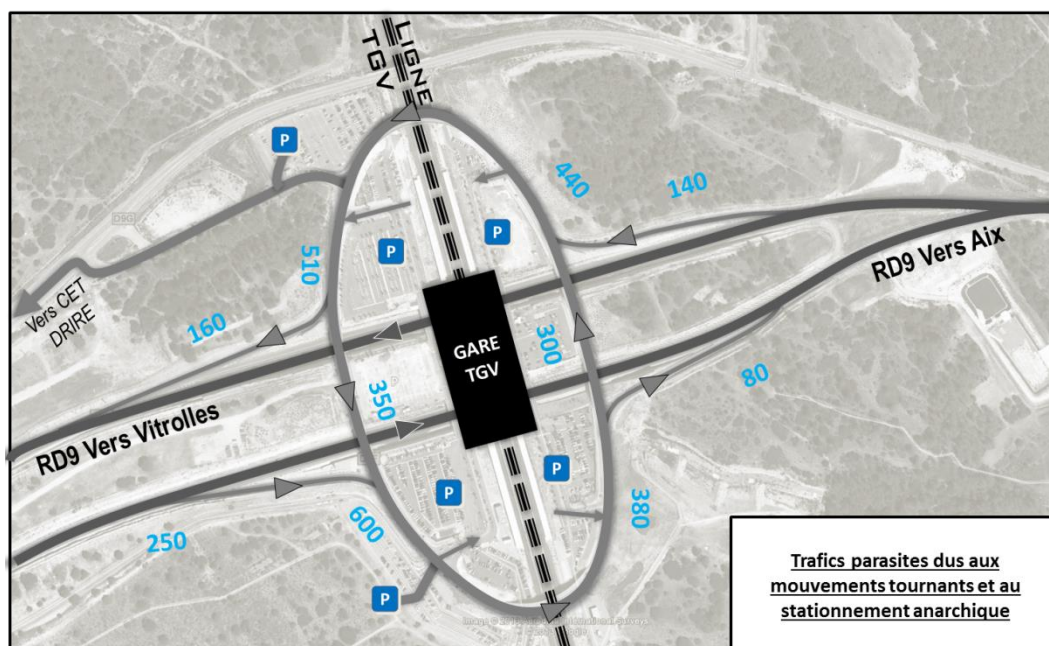 LIGNE
TGV
P
440
140
P
P
D9G
510
RD9 Vers Aix
Vers CET
DRIRE
160
GARE
TGV
300
350
80
RD9 Vers Vitrolles
P
P
250
600
380
P
Trafics parasites dus aux
mouvements tournants et au
stationnement anarchique